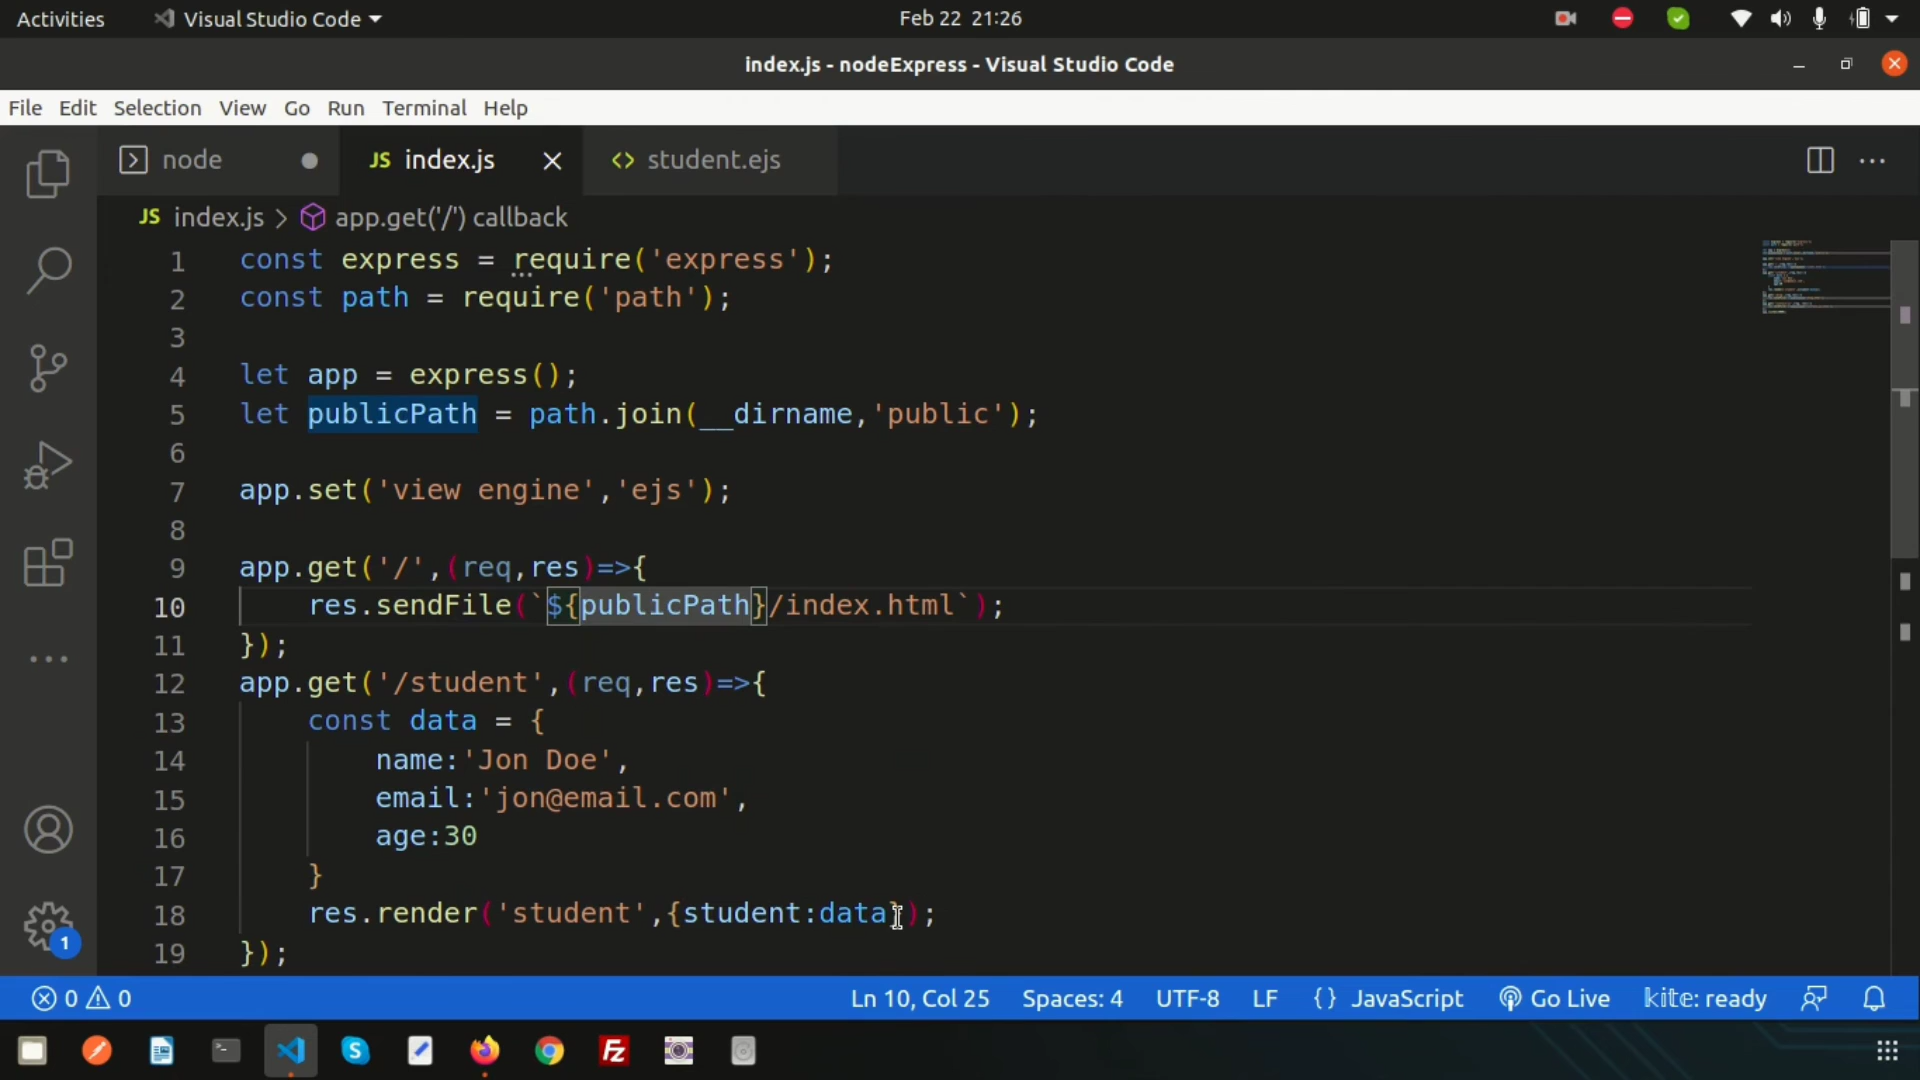 Activities Visual Studio Code Feb 22 21:26
index.js - nodeExpress - Visual Studio Code
File Edit Selection View Go Run Terminal Help
node JS index.js student.ejs
JS index.js > app.get('/') callback
1 const express = require('express');
2 const path = require('path');
3
4 let app = express();
5 let publicPath = path.join(__dirname,'public');
6
7 app.set('view engine','ejs');
8
9 app.get('/',(req,res)=>{
10 res.sendFile(`${publicPath}/index.html`);
11 });
12 app.get('/student',(req,res)=>{
13 const data = {
14 name:'Jon Doe',
15 email:'jon@email.com',
16 age:30
17 }
18 res.render('student',{student:data});
19 });
1
0 0 Ln 10, Col 25 Spaces: 4 UTF-8 LF {} JavaScript Go Live kite: ready